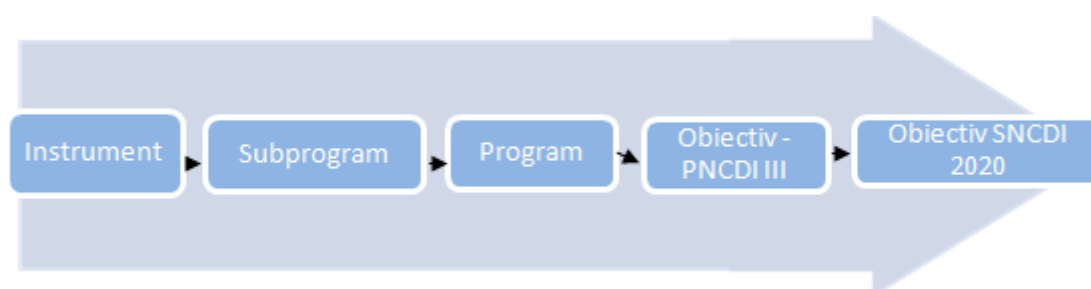 Instrument
Subprogram
Program
Obiectiv -
PNCDI III
Obiectiv SNCDI
2020